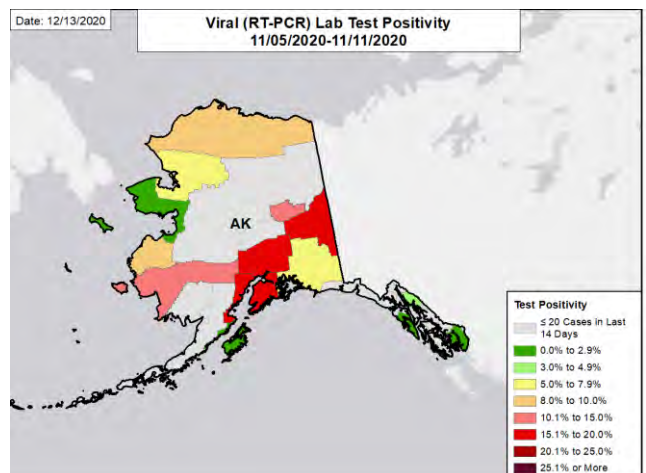 Date: 12/13/2020
Viral (RT-PCR) Lab Test Positivity
11/05/2020-11/11/2020
AK
Test Positivity
≤ 20 Cases in Last
14 Days
0.0% to 2.9%
3.0% to 4.9%
5.0% to 7.9%
8.0% to 10.0%
10.1% to 15.0%
15.1% to 20.0%
20.1% to 25.0%
25.1% or More